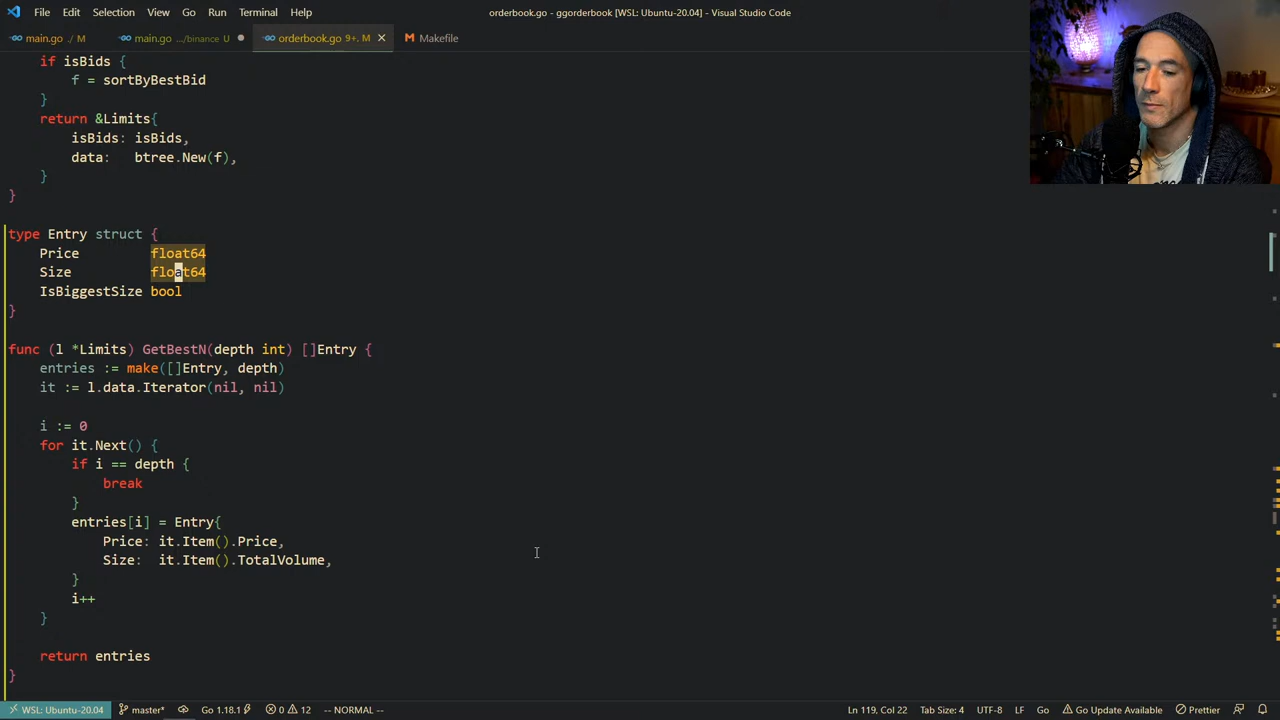 File Edit Selection View Go Run Terminal Help
orderbook.go - ggorderbook [WSL: Ubuntu-20.04] - Visual Studio Code
main.go ./ M
main.go .../binance U
orderbook.go 9+, M
Makefile
if isBids {
f = sortByBestBid
}
return &Limits{
isBids: isBids,
data: btree.New(f),
}
}
type Entry struct {
Price float64
Size float64
IsBiggestSize bool
}
func (l *Limits) GetBestN(depth int) []Entry {
entries := make([]Entry, depth)
it := l.data.Iterator(nil, nil)
i := 0
for it.Next() {
if i == depth {
break
}
entries[i] = Entry{
Price: it.Item().Price,
Size: it.Item().TotalVolume,
}
i++
}
return entries
}
WSL: Ubuntu-20.04 master* Go 1.18.1 0 12 -- NORMAL -- Ln 119, Col 22 Tab Size: 4 UTF-8 LF Go Go Update Available Prettier